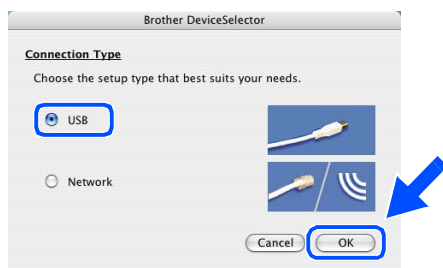 Brother DeviceSelector
Connection Type
Choose the setup type that best suits your needs.
USB
Network
Cancel
OK